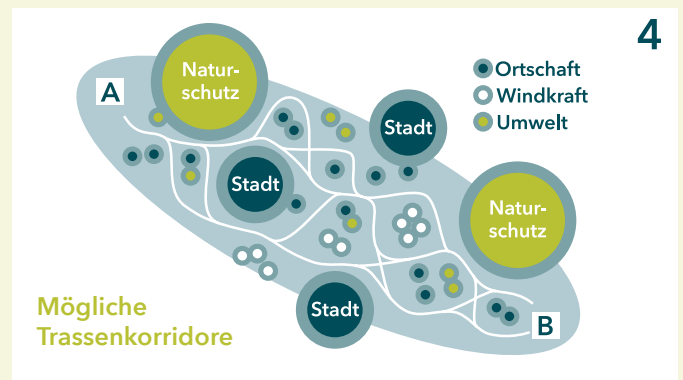 4
A
Natur-
schutz
Ortschaft
Windkraft
Umwelt
Stadt
Stadt
Natur-
schutz
Stadt
Mögliche
Trassenkorridore
B